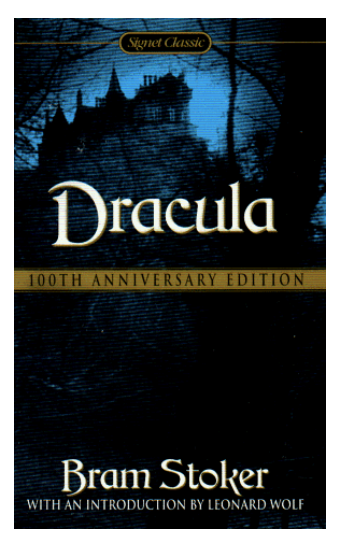 Signet Classic
Dracula
100TH ANNIVERSARY EDITION
Bram Stoker
WITH AN INTRODUCTION BY LEONARD WOLF